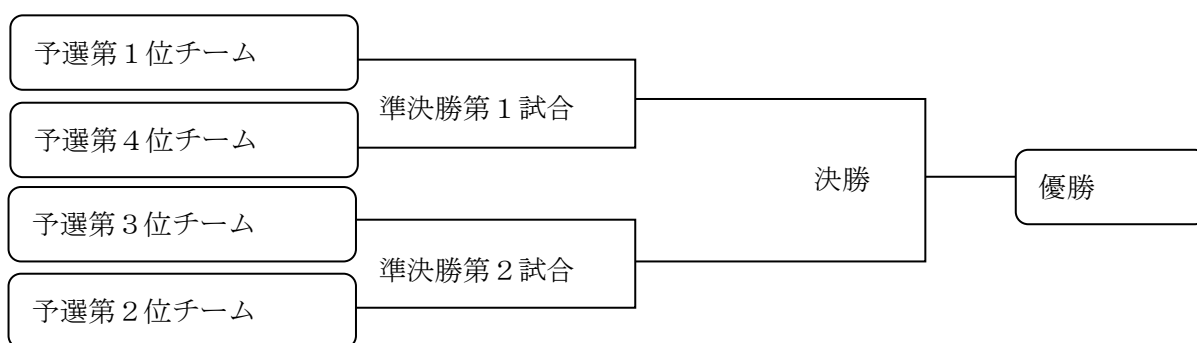 予選第１位チーム
準決勝第１試合
予選第４位チーム
決勝
優勝
予選第３位チーム
準決勝第２試合
予選第２位チーム